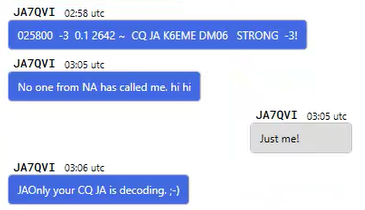 JA7QVI 02:58 utc
025800 -3 0.1 2642 ~ CQ JA K6EME DM06 STRONG -3!
JA7QVI 03:05 utc
No one from NA has called me. hi hi
JA7QVI 03:05 utc
Just me!
JA7QVI 03:06 utc
JAOnly your CQ JA is decoding. ;-)